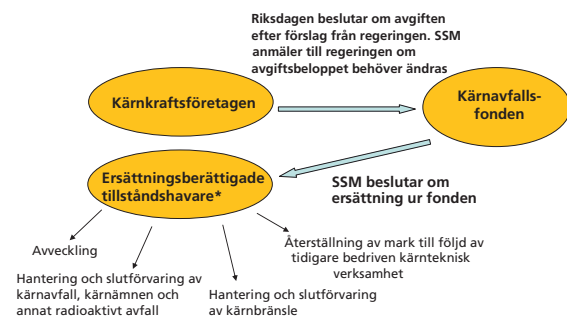 Riksdagen beslutar om avgiften
efter förslag från regeringen. SSM
anmäler till regeringen om
avgiftsbeloppet behöver ändras
Kärnkraftsföretagen
Kärnavfalls-
fonden
Ersättningsberättigade
tillståndshavare*
SSM beslutar om
ersättning ur fonden
Avveckling
Hantering och slutförvaring av
kärnavfall, kärnämnen och
annat radioaktivt avfall
Hantering och slutförvaring
av kärnbränsle
Återställning av mark till följd av
tidigare bedriven kärnteknisk
verksamhet